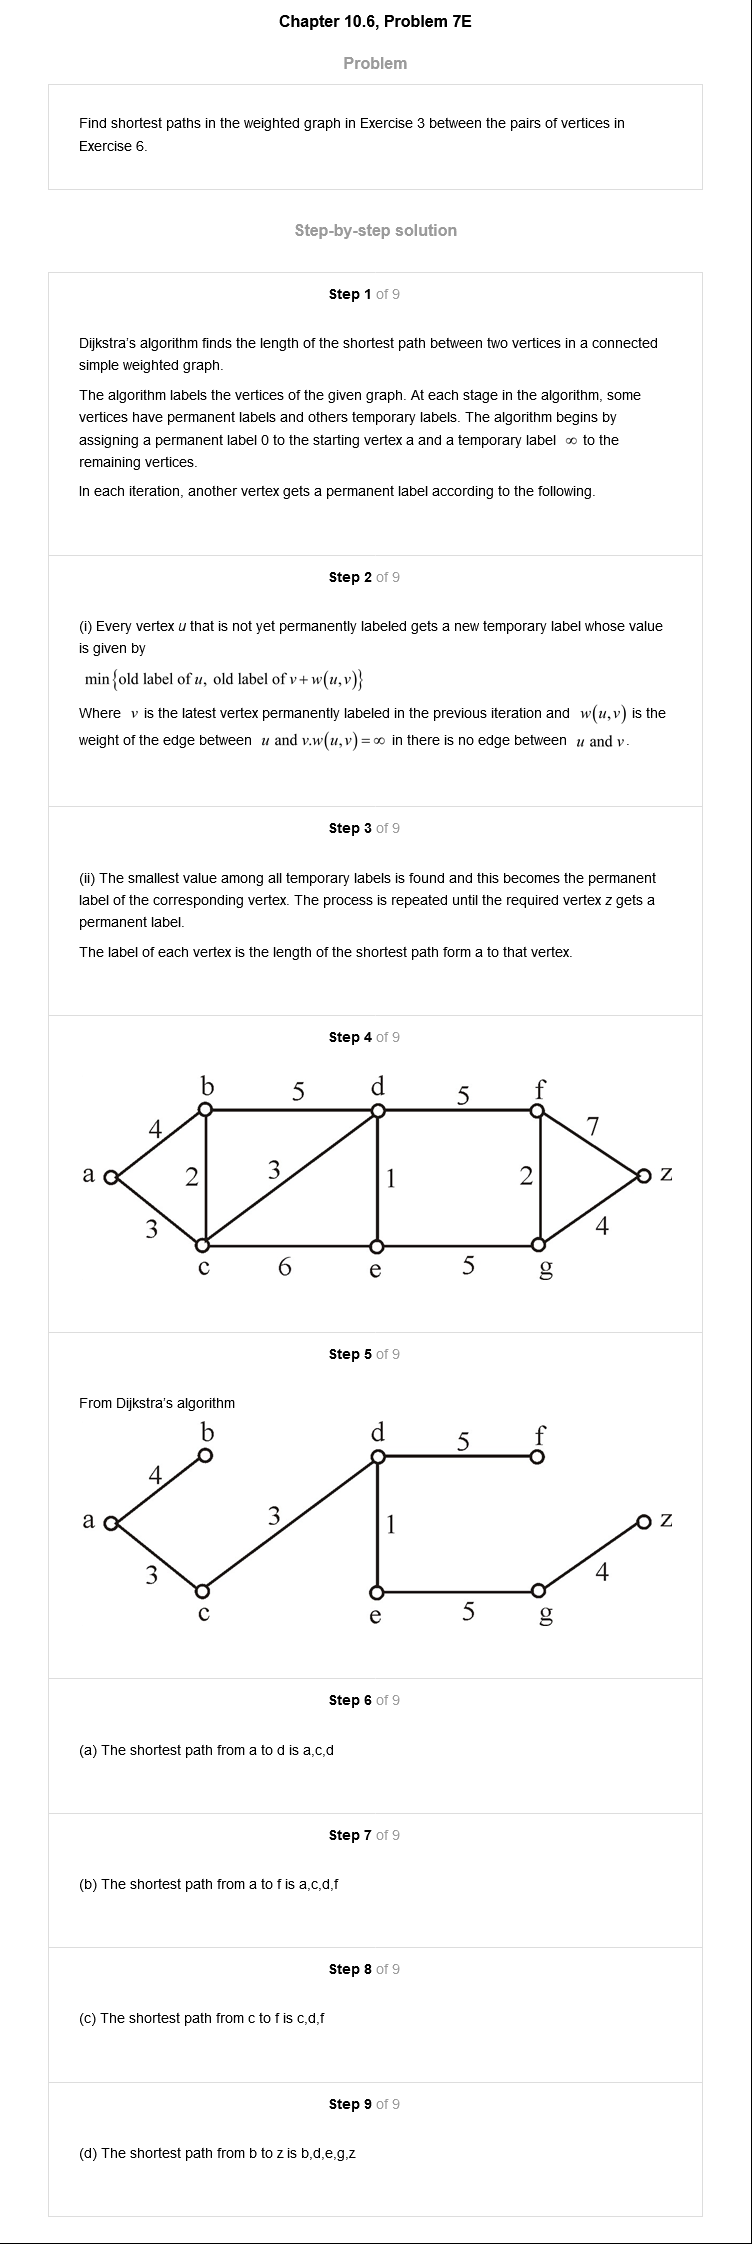 Chapter 10.6, Problem 7E
Problem
Find shortest paths in the weighted graph in Exercise 3 between the pairs of vertices in
Exercise 6.
Step-by-step solution
Step 1 of 9
Dijkstra's algorithm finds the length of the shortest path between two vertices in a connected
simple weighted graph.
The algorithm labels the vertices of the given graph. At each stage in the algorithm, some
vertices have permanent labels and others temporary labels. The algorithm begins by
assigning a permanent label 0 to the starting vertex a and a temporary label ∞ to the
remaining vertices.
In each iteration, another vertex gets a permanent label according to the following.
Step 2 of 9
(i) Every vertex u that is not yet permanently labeled gets a new temporary label whose value
is given by
min{old label of u, old label of v+w(u,v)}
Where v is the latest vertex permanently labeled in the previous iteration and w(u,v) is the
weight of the edge between u and v.w(u,v)=∞ in there is no edge between u and v.
Step 3 of 9
(ii) The smallest value among all temporary labels is found and this becomes the permanent
label of the corresponding vertex. The process is repeated until the required vertex z gets a
permanent label.
The label of each vertex is the length of the shortest path form a to that vertex.
Step 4 of 9
b 5 d 5 f
4 7
a 2 3 1 2 z
3 4
c 6 e 5 g
Step 5 of 9
From Dijkstra's algorithm
b d 5 f
4
a 3 1 z
3 4
c e 5 g
Step 6 of 9
(a) The shortest path from a to d is a,c,d
Step 7 of 9
(b) The shortest path from a to f is a,c,d,f
Step 8 of 9
(c) The shortest path from c to f is c,d,f
Step 9 of 9
(d) The shortest path from b to z is b,d,e,g,z